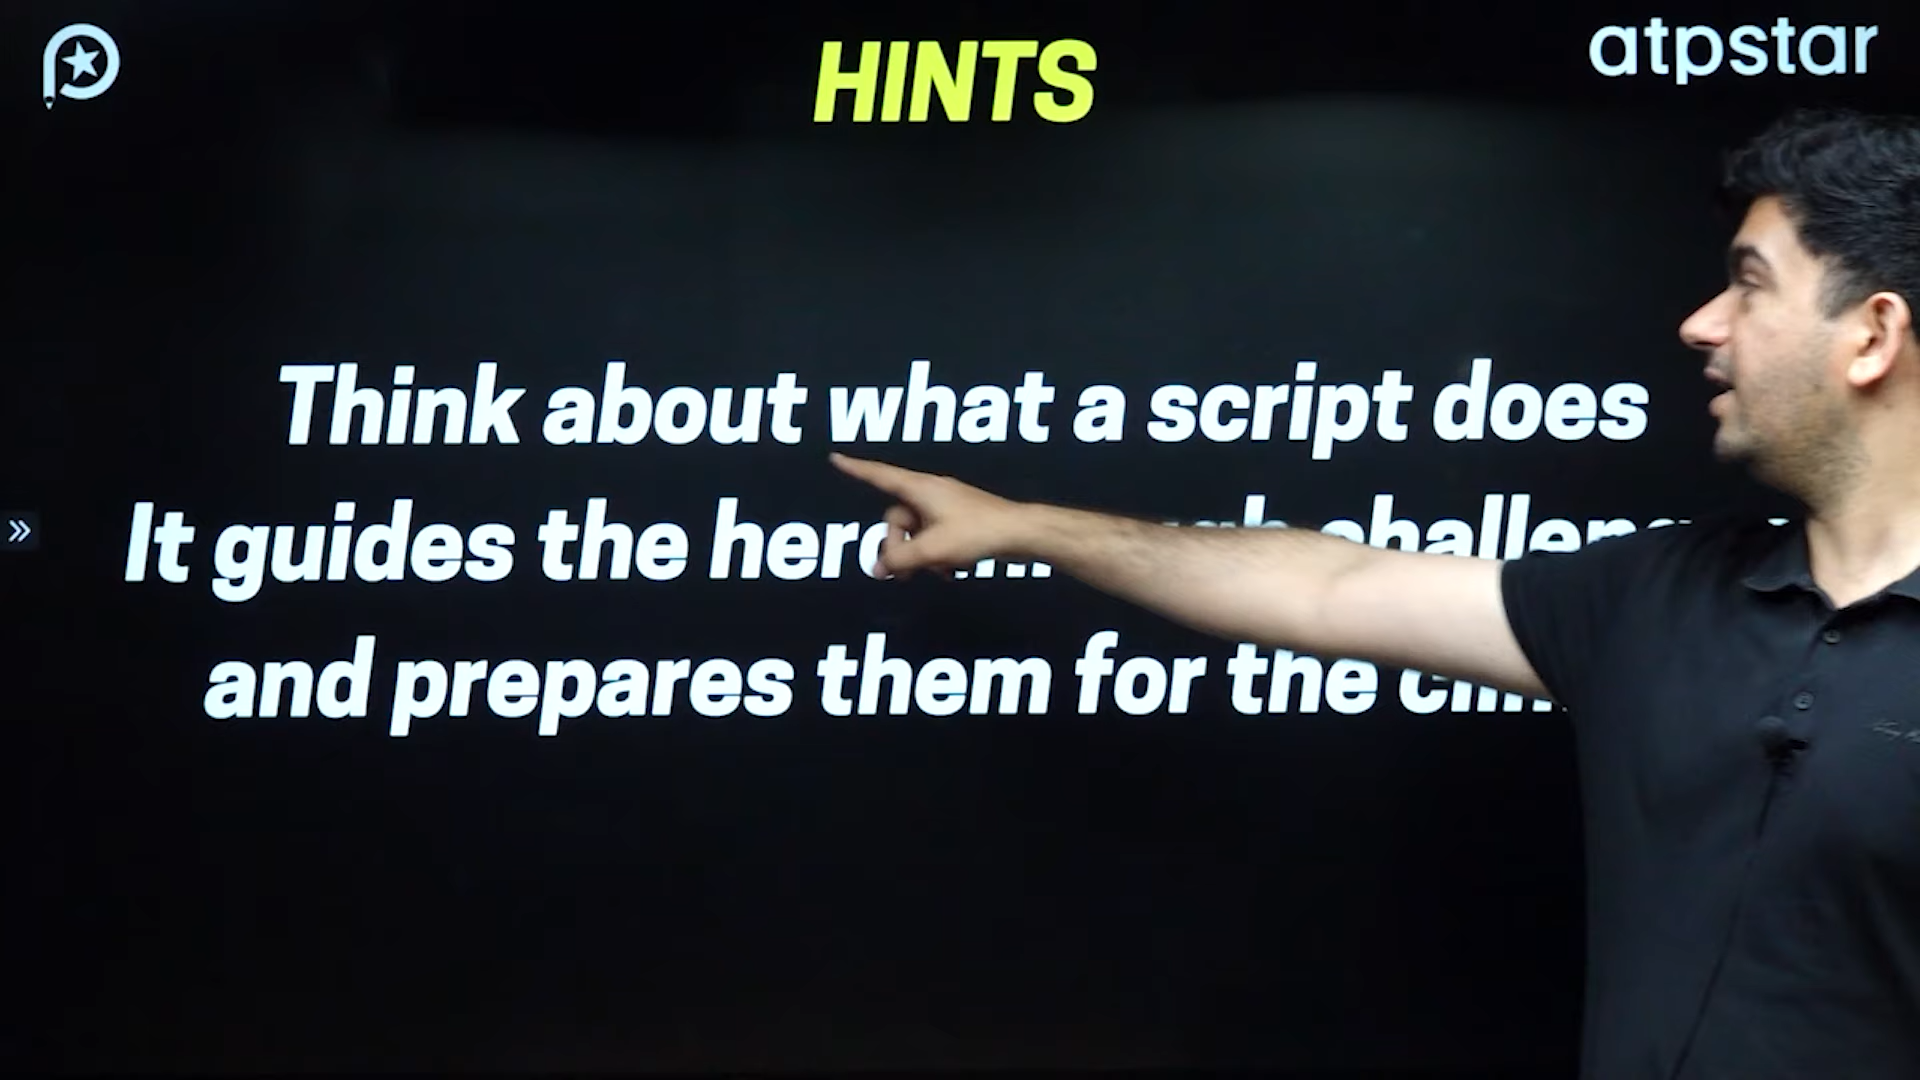 HINTS
atpstar
Think about what a script does
It guides the hero
and prepares them for the